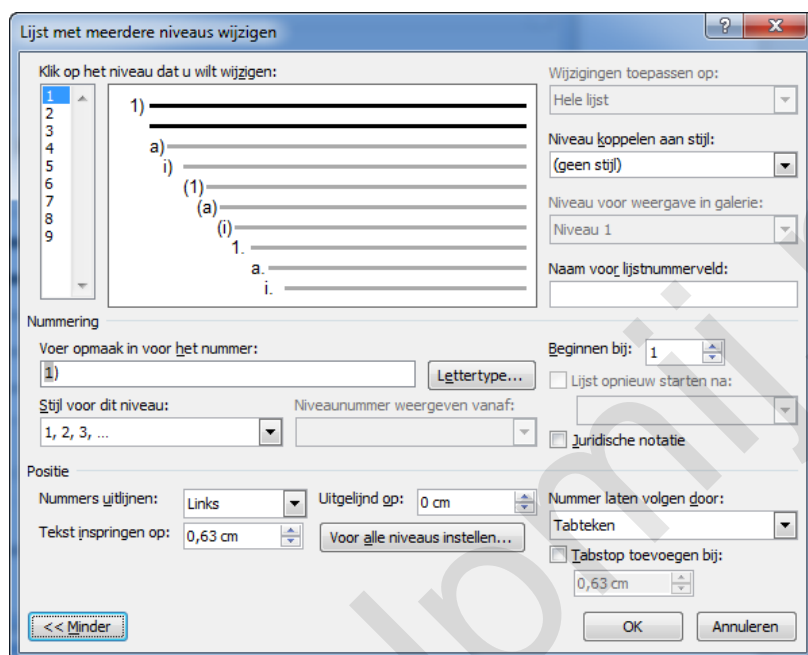 Lijst met meerdere niveaus wijzigen
Klik op het niveau dat u wilt wijzigen:
1
2
3
4
5
6
7
8
9
1)
a)
i)
(1)
(a)
(i)
1.
a.
i.
Wijzigingen toepassen op:
Hele lijst
Niveau koppelen aan stijl:
(geen stijl)
Niveau voor weergave in galerie:
Niveau 1
Naam voor lijstnummerveld:
Nummering
Voer opmaak in voor het nummer:
1)
Lettertype...
Beginnen bij: 1
Lijst opnieuw starten na:
Stijl voor dit niveau:
1, 2, 3, ...
Niveaunummer weergeven vanaf:
Juridische notatie
Positie
Nummers uitlijnen: Links
Uitgelijnd op: 0 cm
Tekst inspringen op: 0,63 cm
Voor alle niveaus instellen...
Nummer laten volgen door:
Tabteken
Tabstop toevoegen bij:
0,63 cm
<< Minder
OK
Annuleren